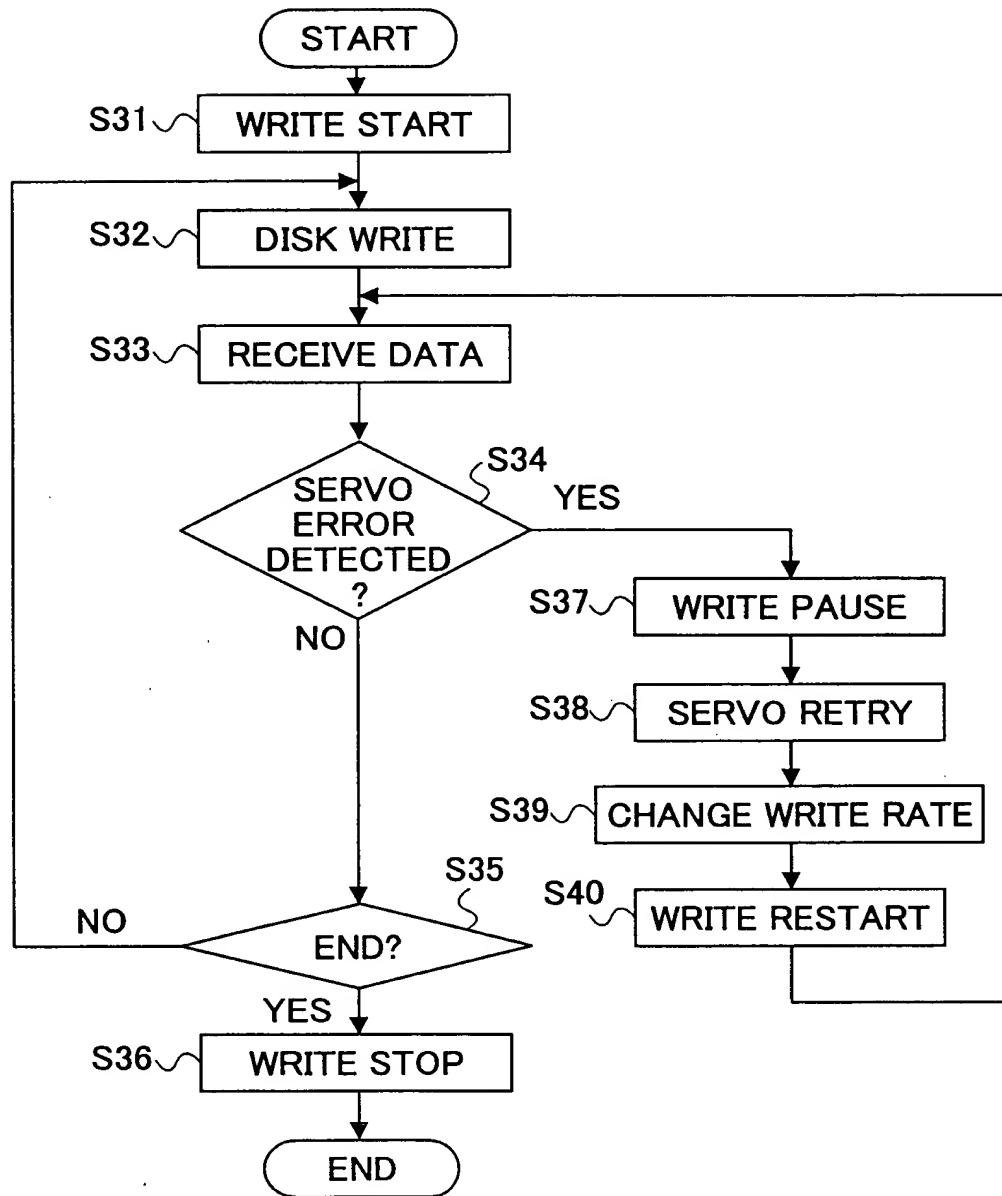 START
S31
WRITE START
S32
DISK WRITE
S33
RECEIVE DATA
S34
SERVO
ERROR
DETECTED
?
YES
NO
S37
WRITE PAUSE
S38
SERVO RETRY
S39
CHANGE WRITE RATE
S40
WRITE RESTART
S35
NO
END?
YES
S36
WRITE STOP
END